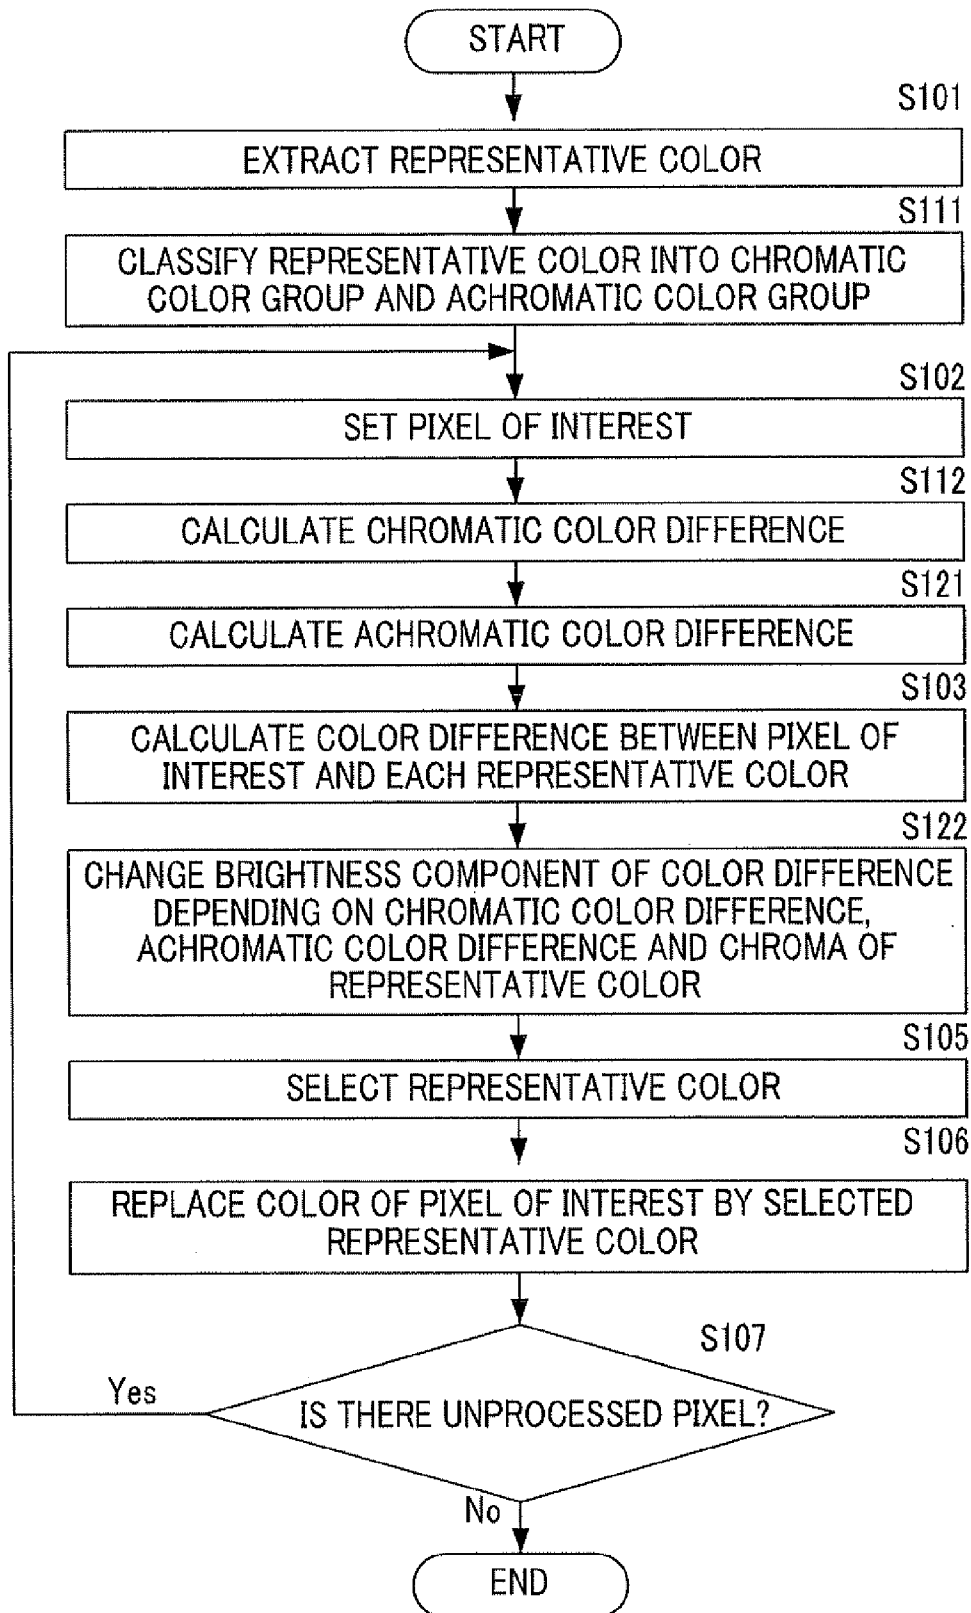 START
S101
EXTRACT REPRESENTATIVE COLOR
S111
CLASSIFY REPRESENTATIVE COLOR INTO CHROMATIC
COLOR GROUP AND ACHROMATIC COLOR GROUP
S102
SET PIXEL OF INTEREST
S112
CALCULATE CHROMATIC COLOR DIFFERENCE
S121
CALCULATE ACHROMATIC COLOR DIFFERENCE
S103
CALCULATE COLOR DIFFERENCE BETWEEN PIXEL OF
INTEREST AND EACH REPRESENTATIVE COLOR
S122
CHANGE BRIGHTNESS COMPONENT OF COLOR DIFFERENCE
DEPENDING ON CHROMATIC COLOR DIFFERENCE,
ACHROMATIC COLOR DIFFERENCE AND CHROMA OF
REPRESENTATIVE COLOR
S105
SELECT REPRESENTATIVE COLOR
S106
REPLACE COLOR OF PIXEL OF INTEREST BY SELECTED
REPRESENTATIVE COLOR
S107
Yes
IS THERE UNPROCESSED PIXEL?
No
END